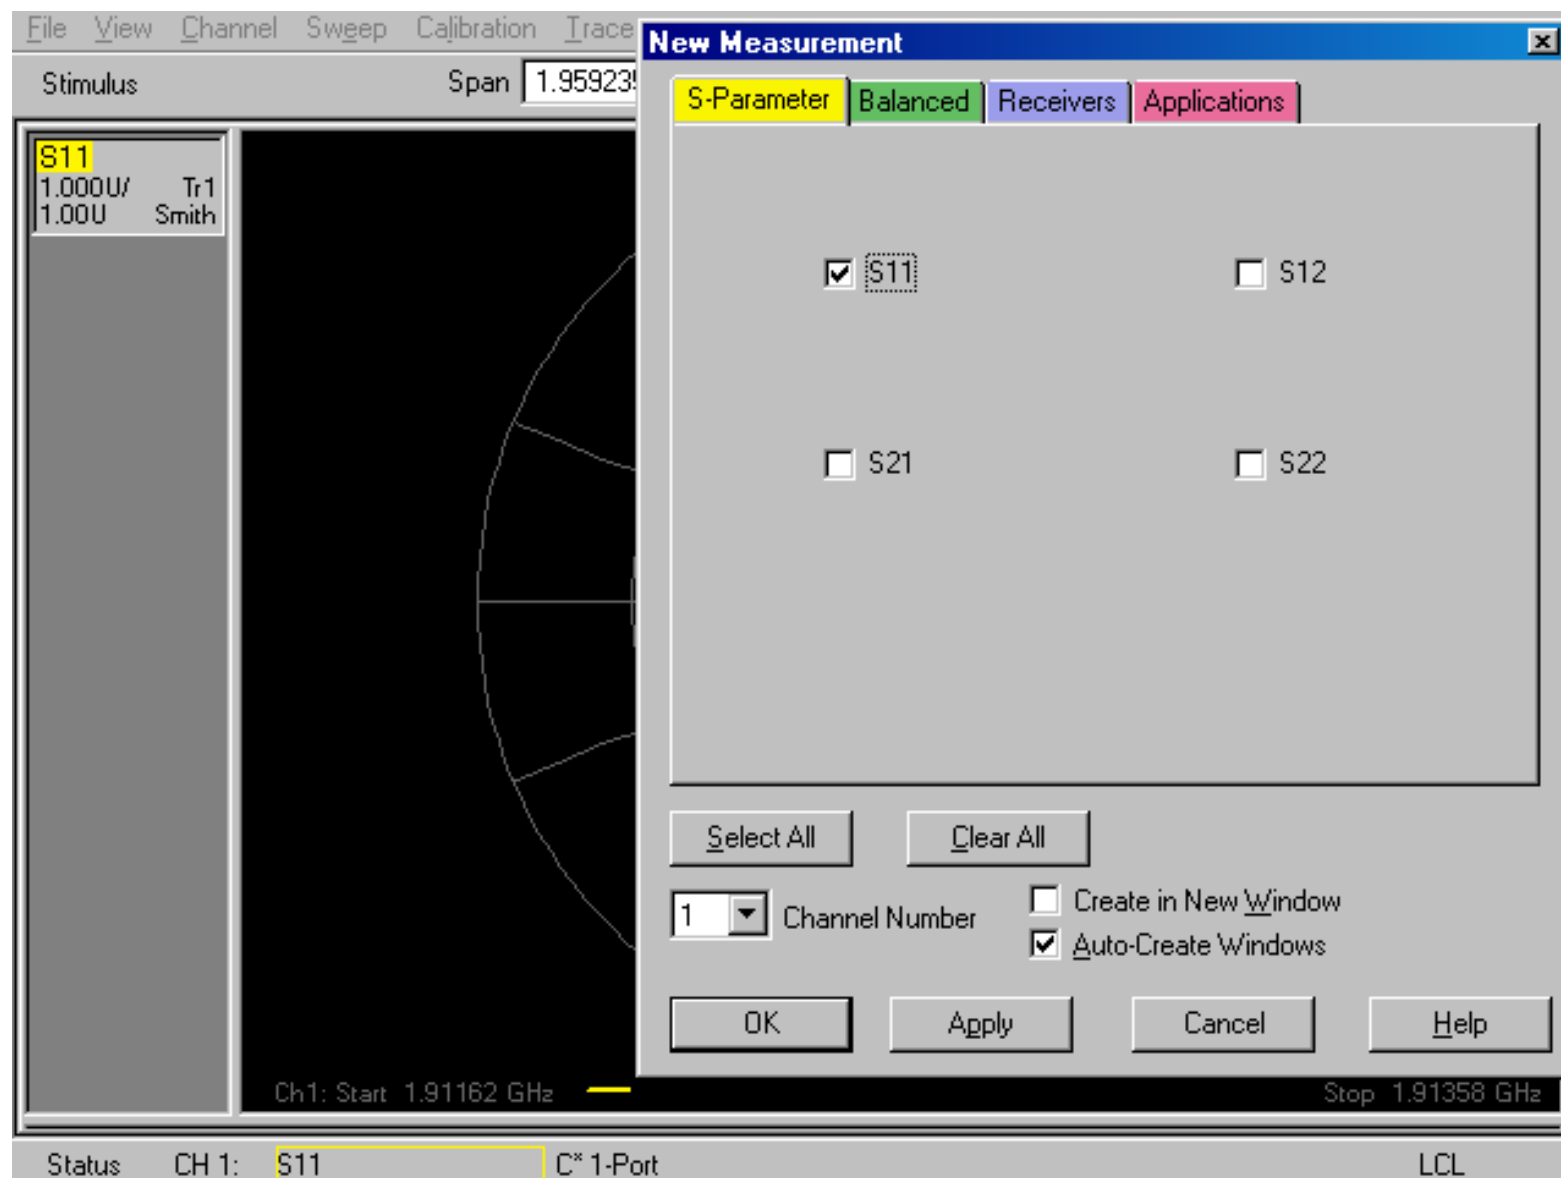 File View Channel Sweep Calibration Trace
New Measurement
Stimulus Span
S-Parameter Balanced Receivers Applications
S11
1.000U/ Tr1
1.00U Smith
S11 S12
S21 S22
Select All Clear All
1 Channel Number
Create in New Window
Auto-Create Windows
OK Apply Cancel Help
Ch1: Start 1.91162 GHz Stop 1.91358 GHz
Status CH 1: S11 C* 1-Port LCL